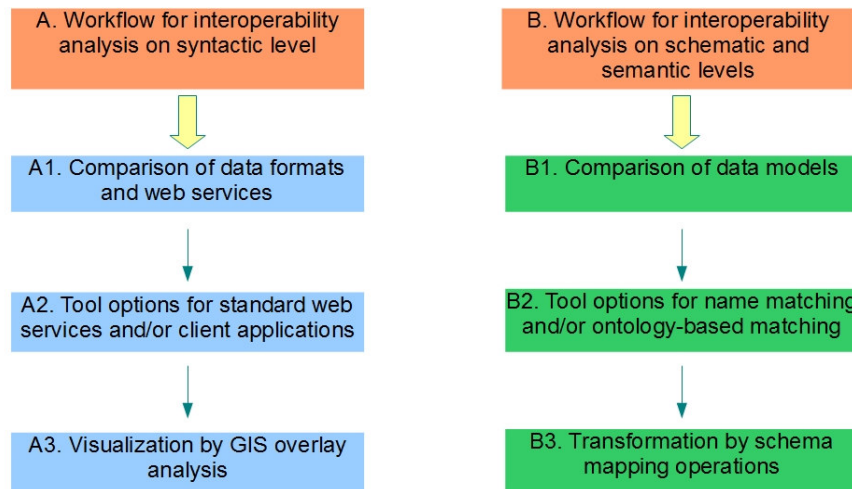 A. Workflow for interoperability
analysis on syntactic level
B. Workflow for interoperability
analysis on schematic and
semantic levels
A1. Comparison of data formats
and web services
B1. Comparison of data models
A2. Tool options for standard web
services and/or client applications
B2. Tool options for name matching
and/or ontology-based matching
A3. Visualization by GIS overlay
analysis
B3. Transformation by schema
mapping operations